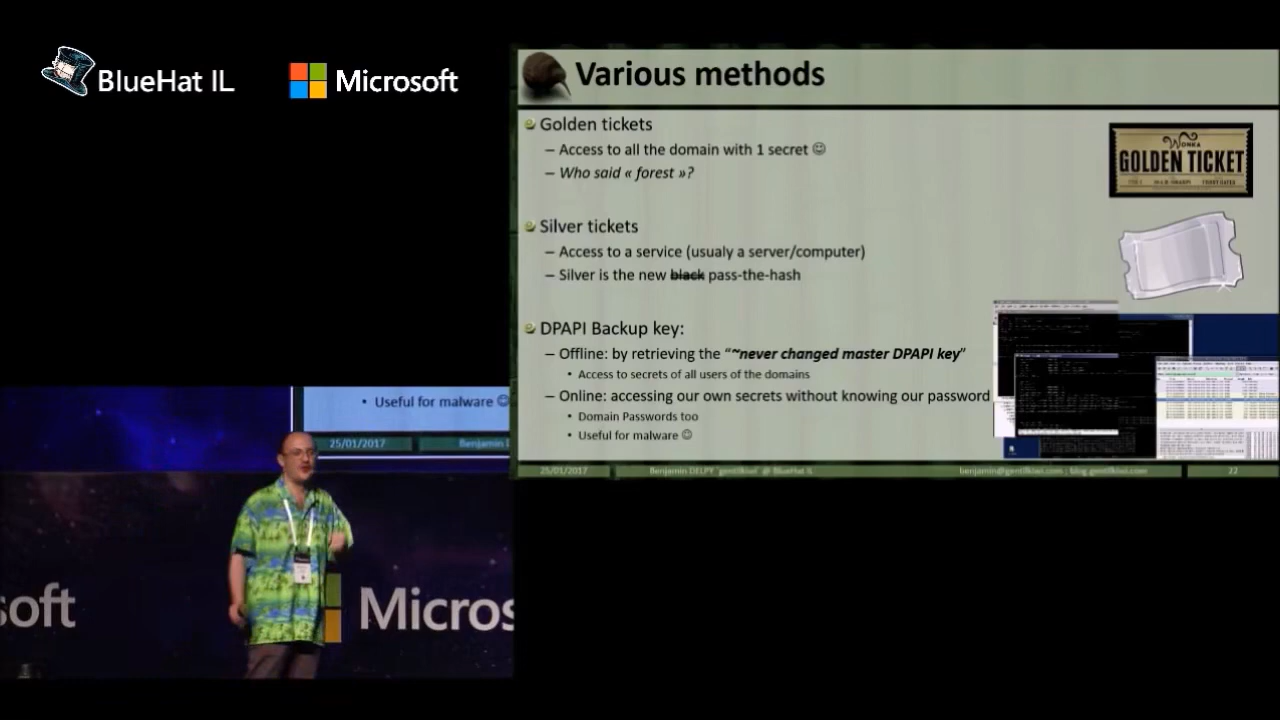 BlueHat IL
Microsoft
Various methods
Golden tickets
– Access to all the domain with 1 secret ☺
– Who said « forest »?
WONKA
GOLDEN TICKET
Silver tickets
– Access to a service (usualy a server/computer)
– Silver is the new black pass-the-hash
DPAPI Backup key:
– Offline: by retrieving the "~never changed master DPAPI key"
• Access to secrets of all users of the domains
– Online: accessing our own secrets without knowing our password
• Domain Passwords too
• Useful for malware ☺
25/01/2017 Benjamin DELPY `gentilkiwi` @ BlueHat IL benjamin@gentilkiwi.com ; blog.gentilkiwi.com 22
• Useful for malware ☺
25/01/2017 Benjamin D
soft
Micros